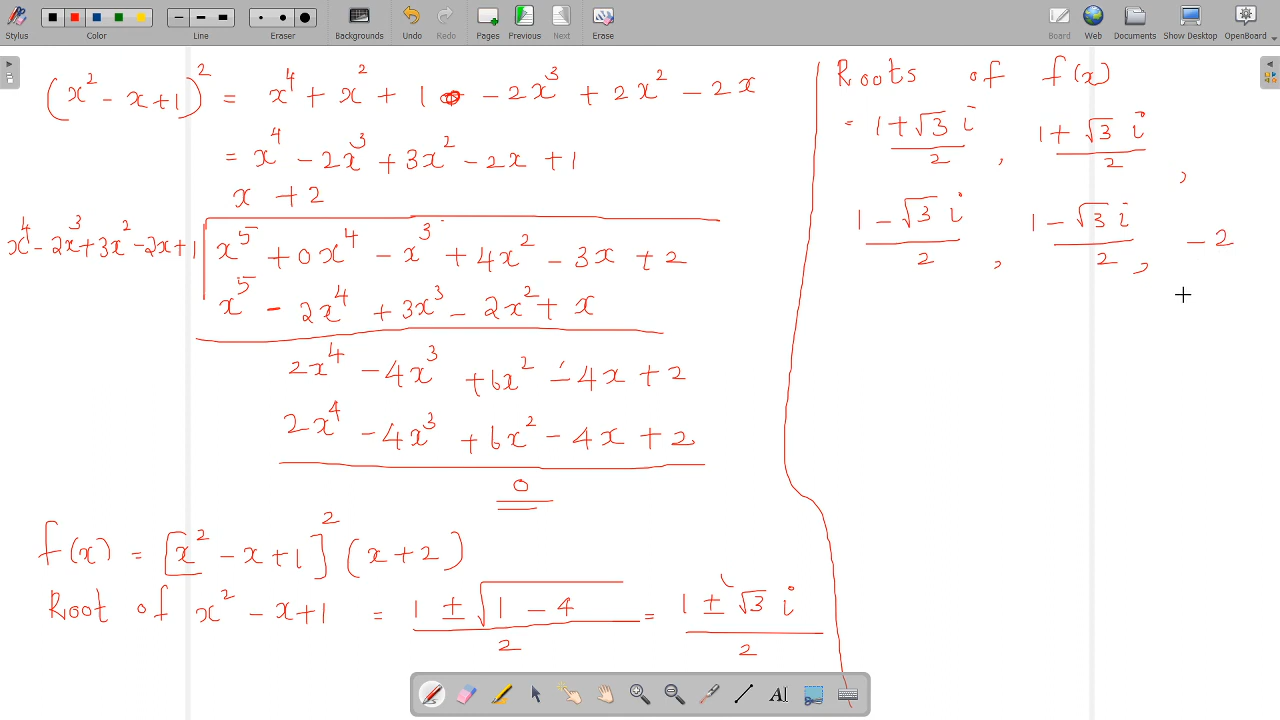 Stylus Color Line Eraser Backgrounds Undo Redo Pages Previous Next Erase Board Web Documents Show Desktop OpenBoard
(x² - x + 1)² = x⁴ + x² + 1 - 2x³ + 2x² - 2x
= x⁴ - 2x³ + 3x² - 2x + 1
x + 2
x⁴ - 2x³ + 3x² - 2x + 1 x⁵ + 0x⁴ - x³ + 4x² - 3x + 2
x⁵ - 2x⁴ + 3x³ - 2x² + x
2x⁴ - 4x³ + 6x² - 4x + 2
2x⁴ - 4x³ + 6x² - 4x + 2
0
f(x) = [x² - x + 1]² (x + 2)
Root of x² - x + 1 = (1 ± √(1 - 4))/2 = (1 ± √3 i)/2
Roots of f(x)
= (1 + √3 i)/2 , (1 + √3 i)/2 ,
(1 - √3 i)/2 , (1 - √3 i)/2 , - 2
AI